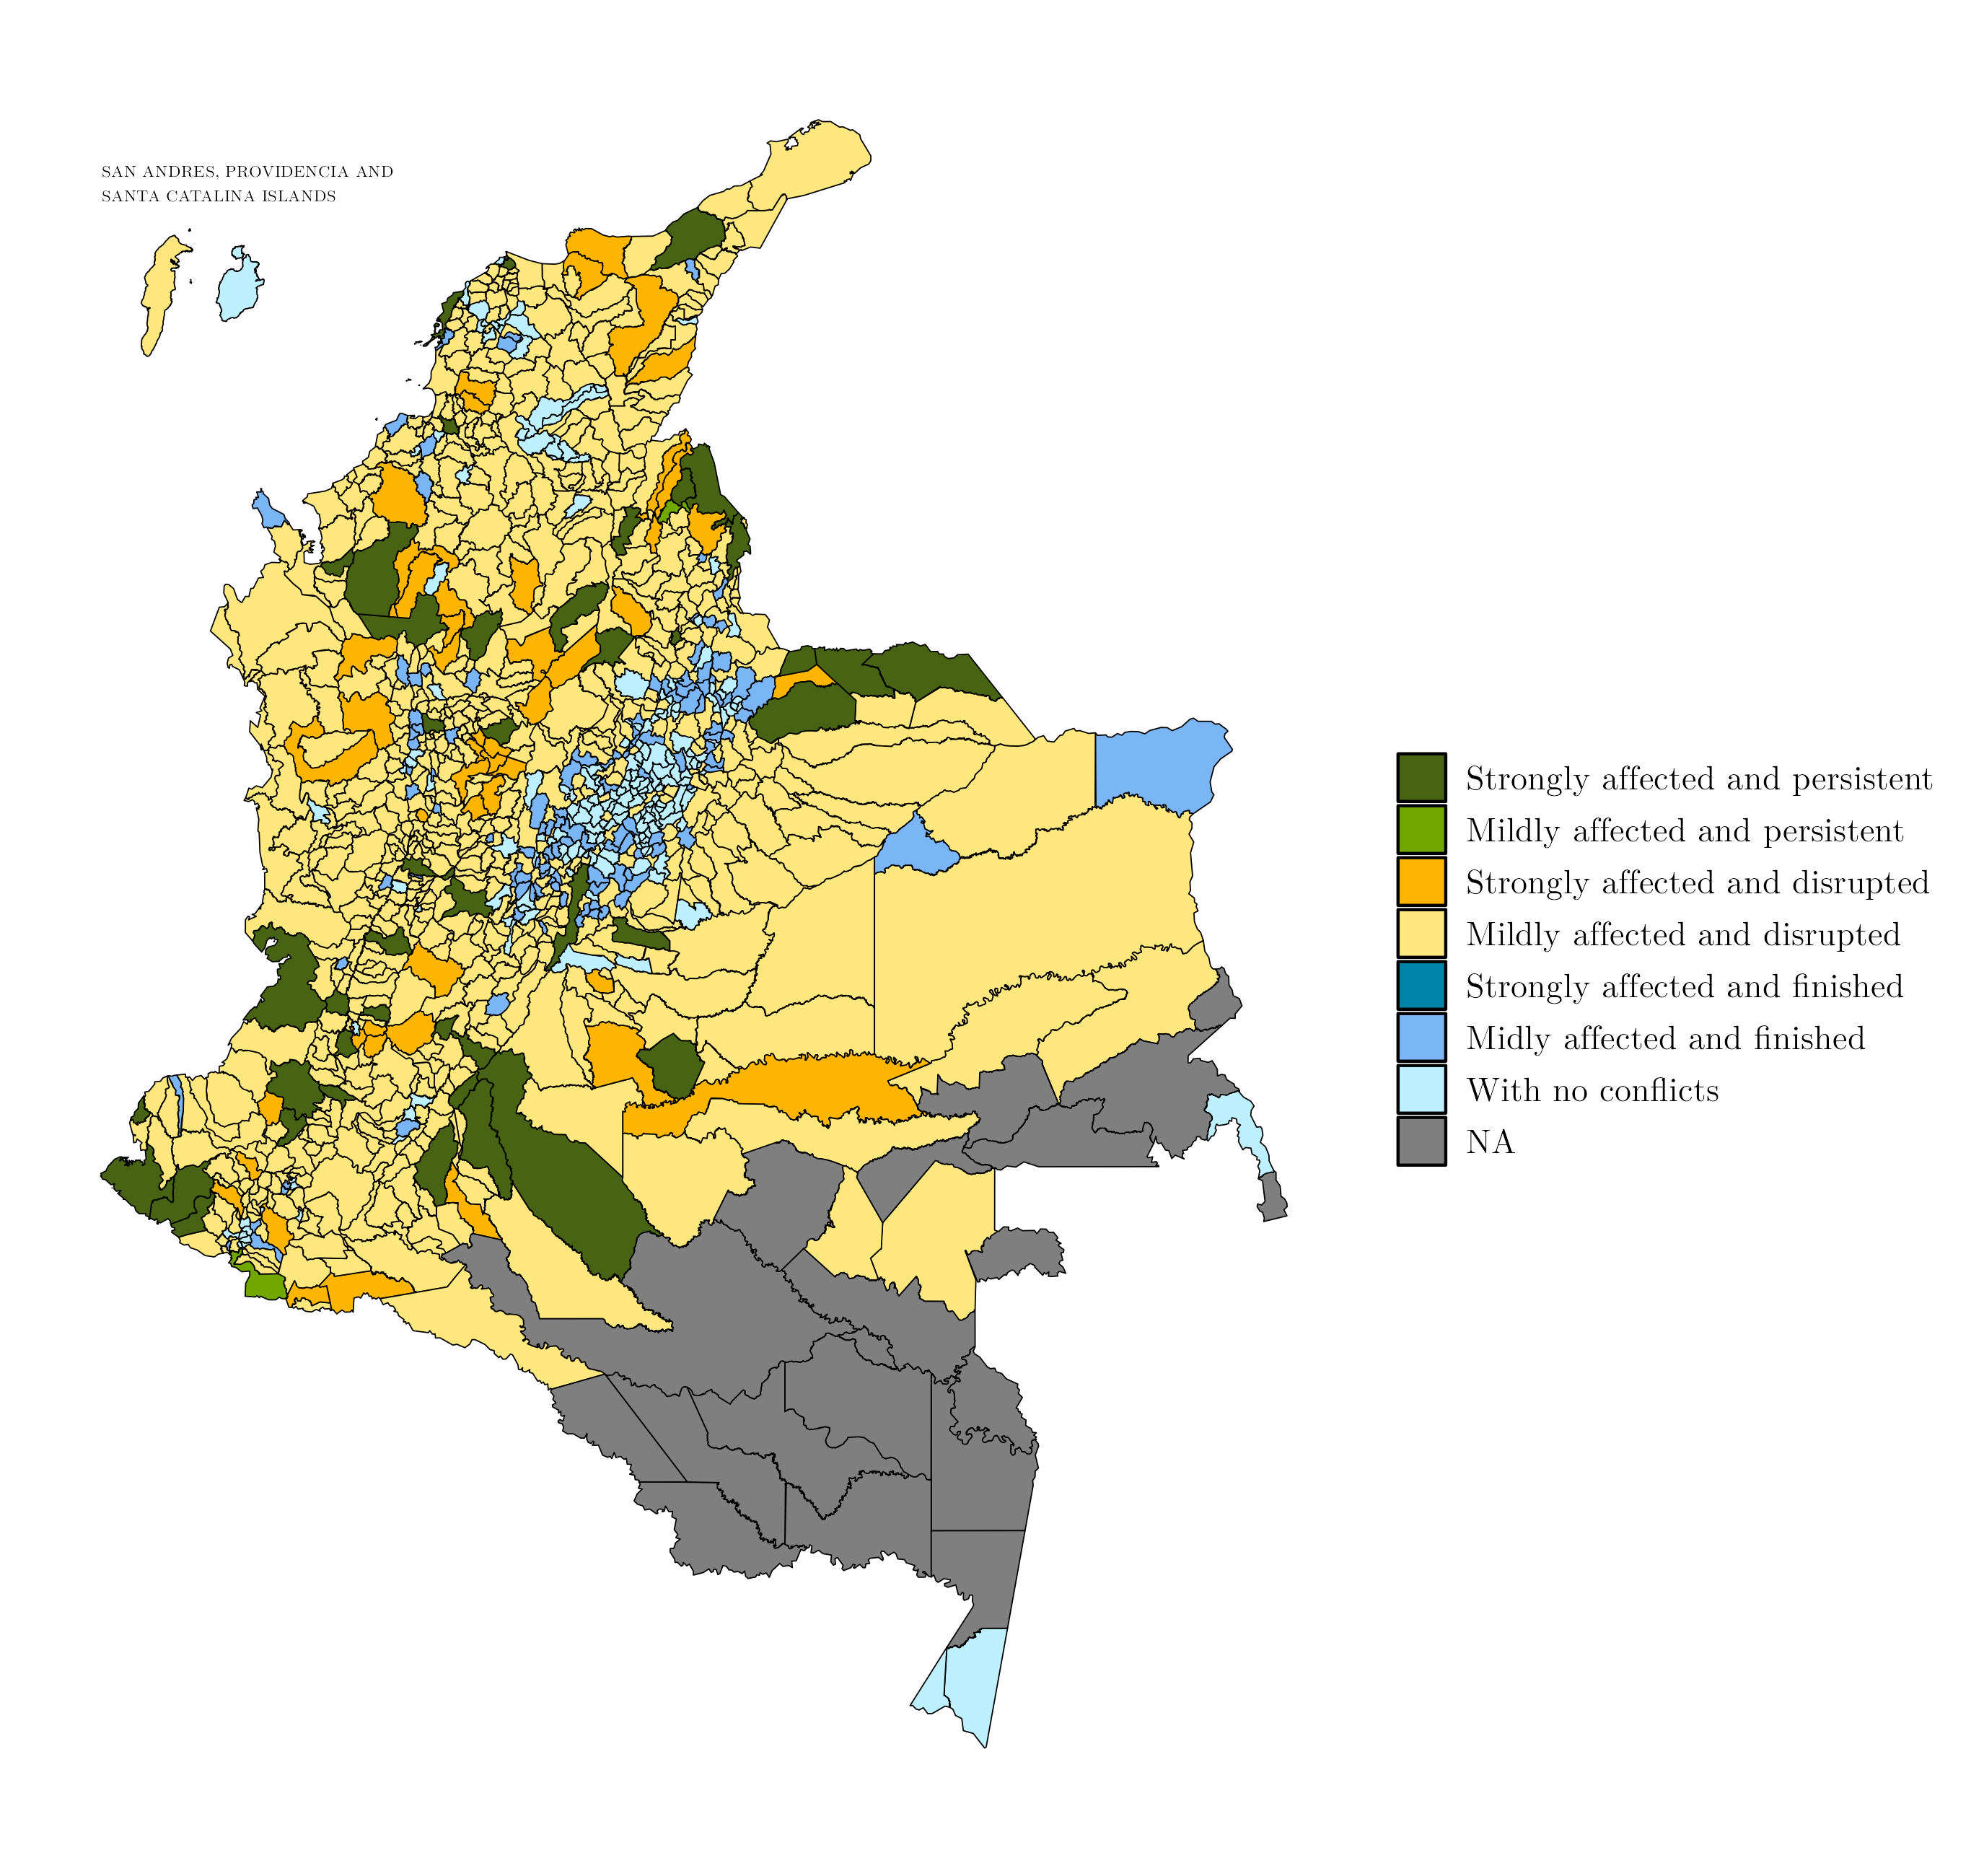 SAN ANDRES, PROVIDENCIA AND
SANTA CATALINA ISLANDS
Strongly affected and persistent
Mildly affected and persistent
Strongly affected and disrupted
Mildly affected and disrupted
Strongly affected and finished
Midly affected and finished
With no conflicts
NA